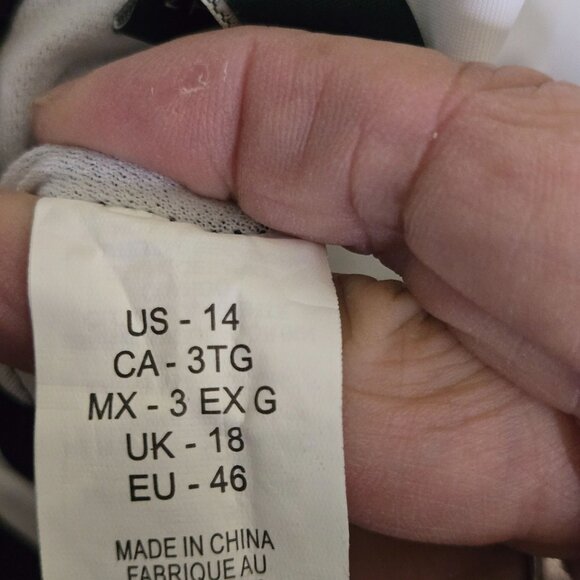 US - 14
CA - 3TG
MX - 3 EX G
UK - 18
EU - 46
MADE IN CHINA
FABRIQUE AU